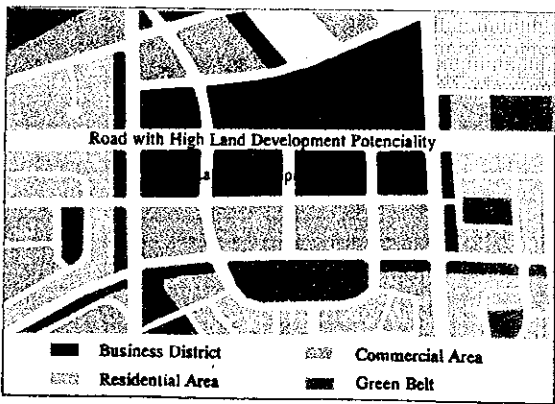 Road with High Land Development Potenciality
Business District
Commercial Area
Residential Area
Green Belt